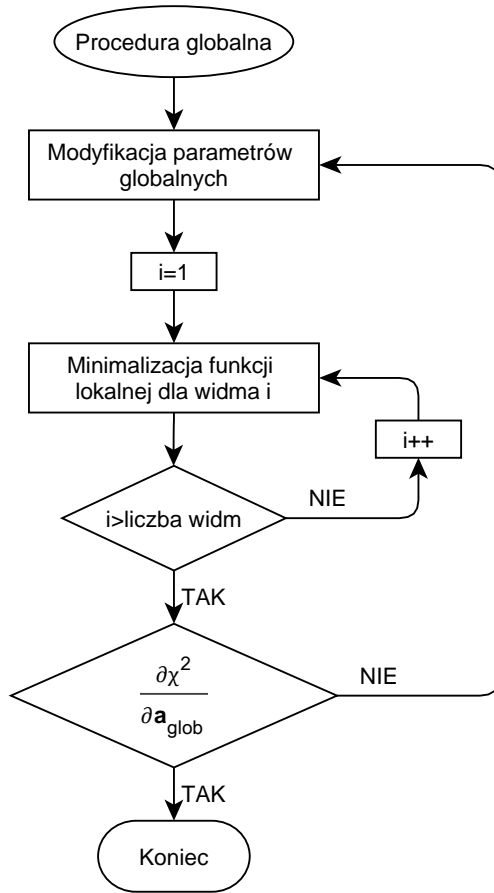 Procedura globalna
Modyfikacja parametrów
globalnych
i=1
Minimalizacja funkcji
lokalnej dla widma i
i++
i>liczba widm
NIE
TAK
∂χ²
∂a_glob
NIE
TAK
Koniec